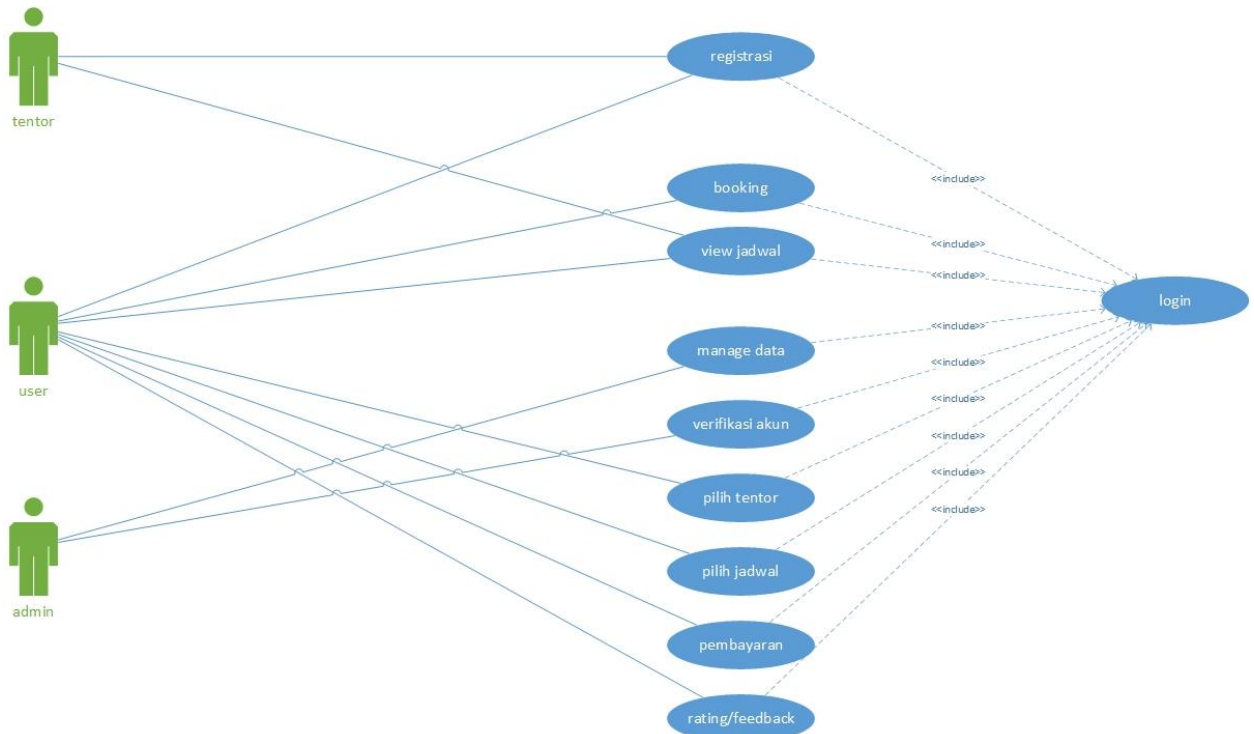 tentor
registrasi
<<include>>
booking
view jadwal
<<include>>
<<include>>
login
user
manage data
<<include>>
verifikasi akun
<<include>>
pilih tentor
<<include>>
pilih jadwal
<<include>>
admin
pembayaran
<<include>>
rating/feedback
<<include>>